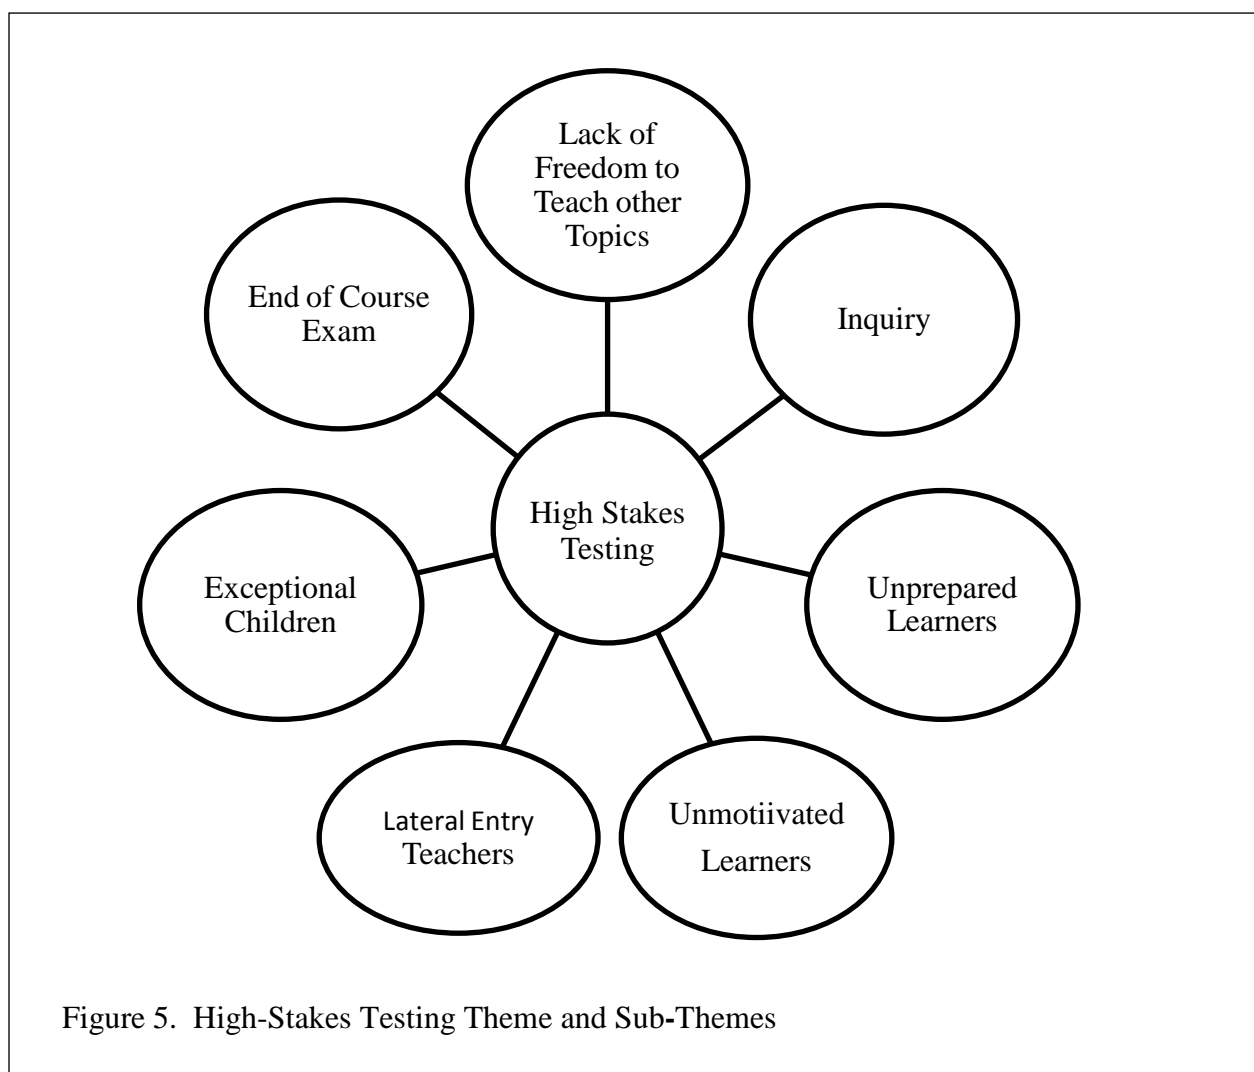 Lack of
Freedom to
Teach other
Topics
End of Course
Exam
Inquiry
High Stakes
Testing
Exceptional
Children
Unprepared
Learners
Lateral Entry
Teachers
Unmotiivated
Learners
Figure 5. High-Stakes Testing Theme and Sub-Themes